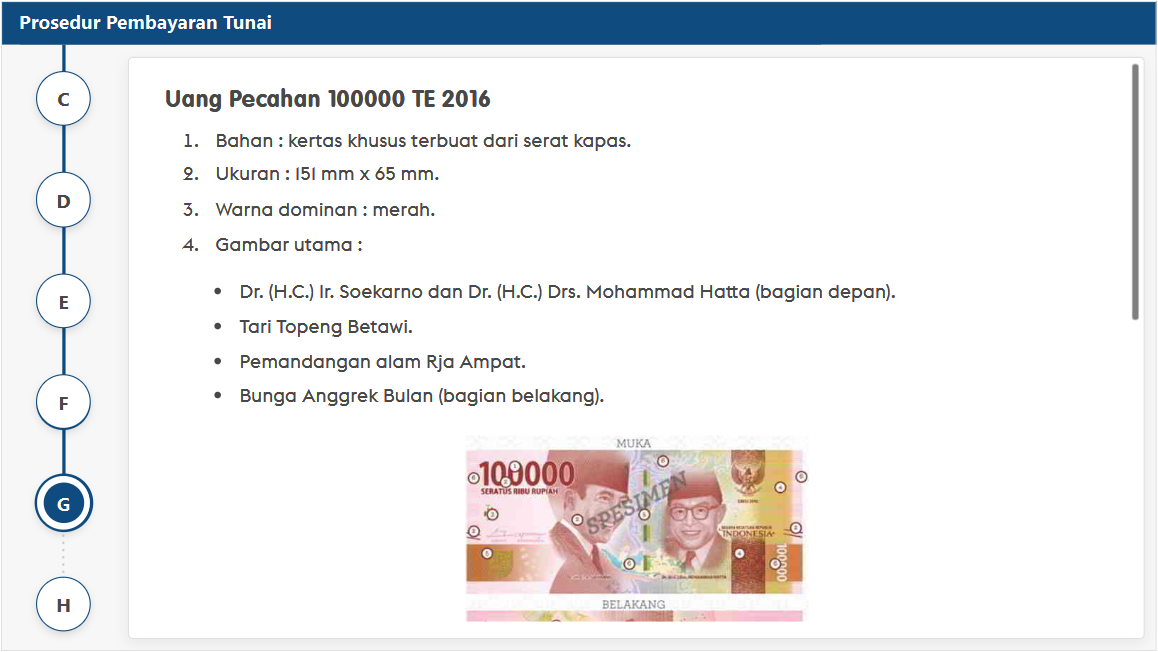 Prosedur Pembayaran Tunai
C
D
E
F
G
H
Uang Pecahan 100000 TE 2016
1. Bahan : kertas khusus terbuat dari serat kapas.
2. Ukuran : 151 mm x 65 mm.
3. Warna dominan : merah.
4. Gambar utama :
• Dr. (H.C.) Ir. Soekarno dan Dr. (H.C.) Drs. Mohammad Hatta (bagian depan).
• Tari Topeng Betawi.
• Pemandangan alam Rja Ampat.
• Bunga Anggrek Bulan (bagian belakang).
MUKA
100000
SERATUS RIBU RUPIAH
SPESIMEN
INDONESIA
100000
BELAKANG